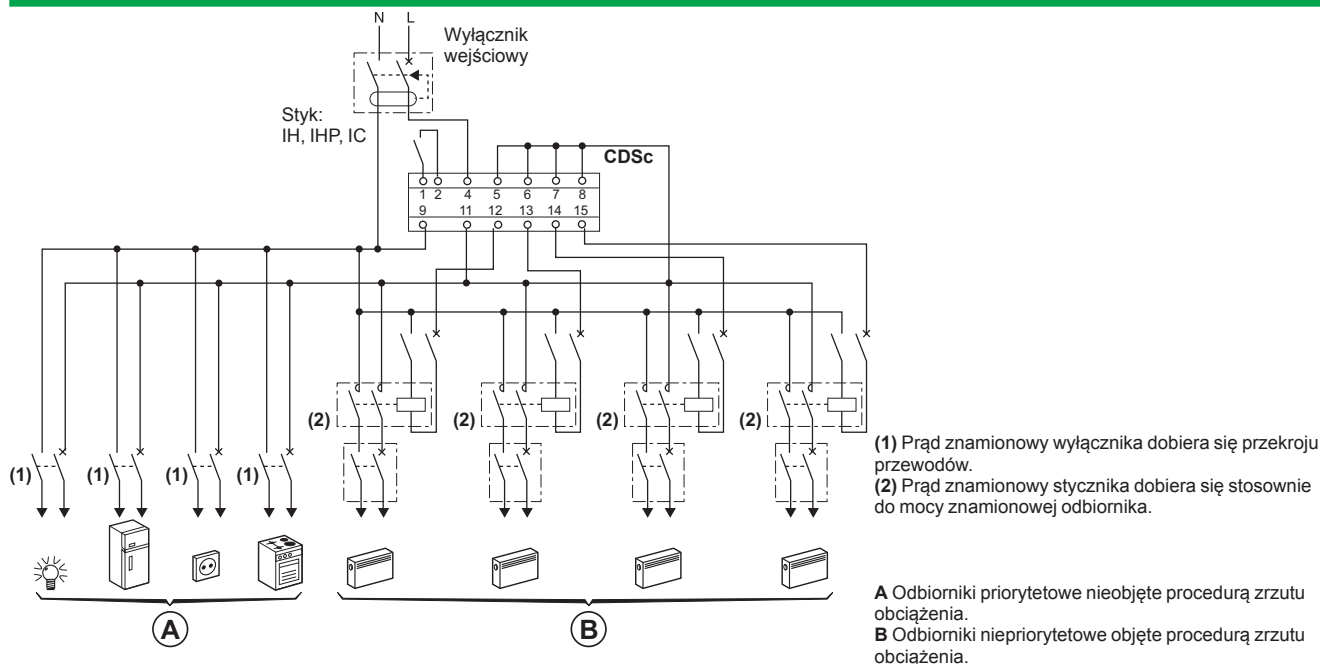 N L
Wyłącznik
wejściowy
Styk:
IH, IHP, IC
CDSc
1 2 4 5 6 7 8
9 11 12 13 14 15
(2) (2) (2) (2)
(1) (1) (1) (1)
(1) Prąd znamionowy wyłącznika dobiera się przekroju
przewodów.
(2) Prąd znamionowy stycznika dobiera się stosownie
do mocy znamionowej odbiornika.
A B
A Odbiorniki priorytetowe nieobjęte procedurą zrzutu
obciążenia.
B Odbiorniki niepriorytetowe objęte procedurą zrzutu
obciążenia.